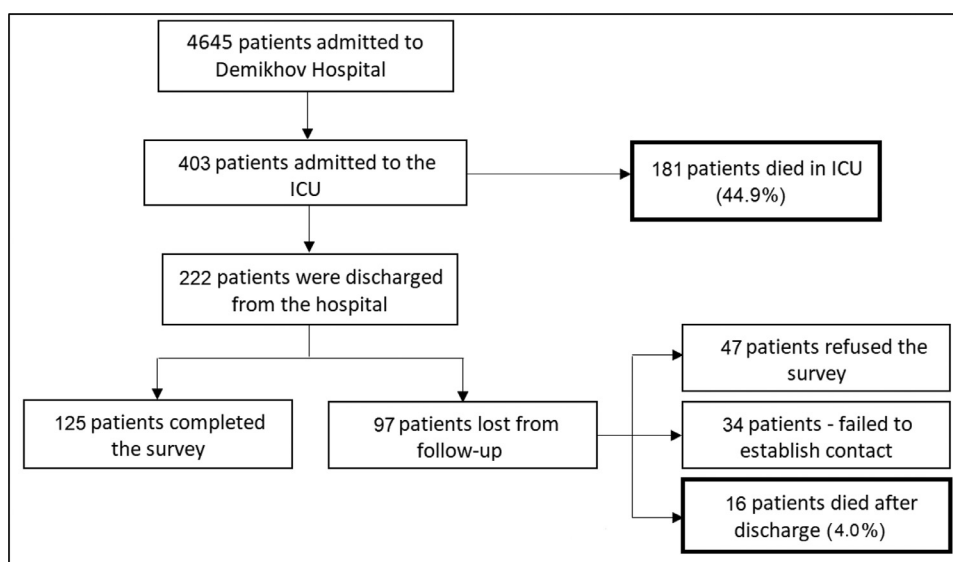 4645 patients admitted to
Demikhov Hospital
403 patients admitted to the
ICU
181 patients died in ICU
(44.9%)
222 patients were discharged
from the hospital
125 patients completed
the survey
97 patients lost from
follow-up
47 patients refused the
survey
34 patients - failed to
establish contact
16 patients died after
discharge (4.0%)